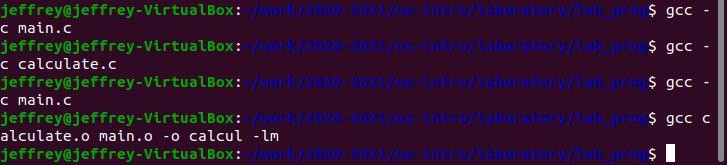 jeffrey@jeffrey-VirtualBox:~/work/2020-2021/os-intro/laboratory/lab_prog$ gcc -
c main.c
jeffrey@jeffrey-VirtualBox:~/work/2020-2021/os-intro/laboratory/lab_prog$ gcc -
c calculate.c
jeffrey@jeffrey-VirtualBox:~/work/2020-2021/os-intro/laboratory/lab_prog$ gcc -
c main.c
jeffrey@jeffrey-VirtualBox:~/work/2020-2021/os-intro/laboratory/lab_prog$ gcc c
alculate.o main.o -o calcul -lm
jeffrey@jeffrey-VirtualBox:~/work/2020-2021/os-intro/laboratory/lab_prog$